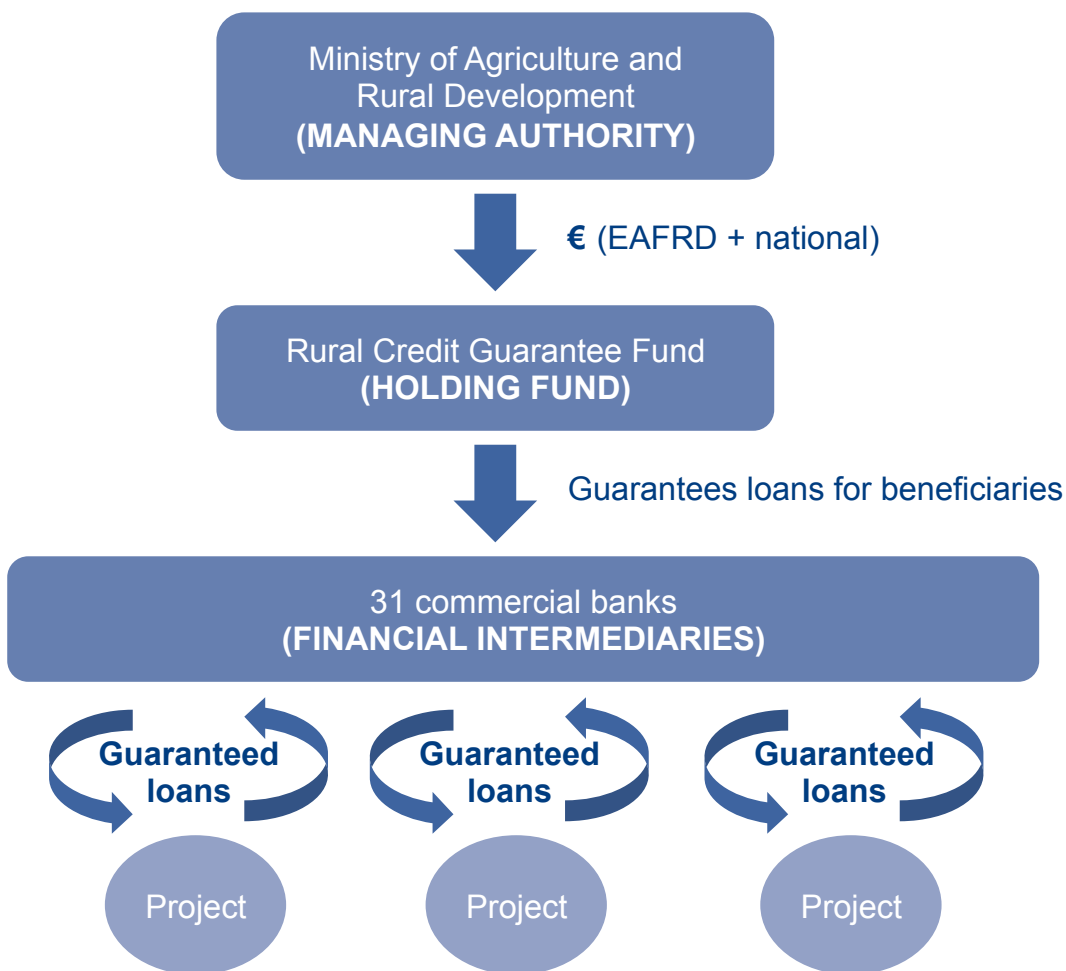 Ministry of Agriculture and
Rural Development
(MANAGING AUTHORITY)
€ (EAFRD + national)
Rural Credit Guarantee Fund
(HOLDING FUND)
Guarantees loans for beneficiaries
31 commercial banks
(FINANCIAL INTERMEDIARIES)
Guaranteed
loans
Guaranteed
loans
Guaranteed
loans
Project
Project
Project